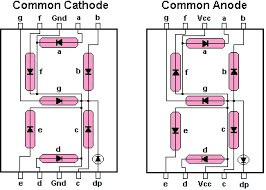 Common Cathode
Common Anode
g f Gnd a b
g f Vcc a b
a
a
f b
f b
g
g
e c
e c
d
d
e d Gnd c dp
e d Vcc c dp